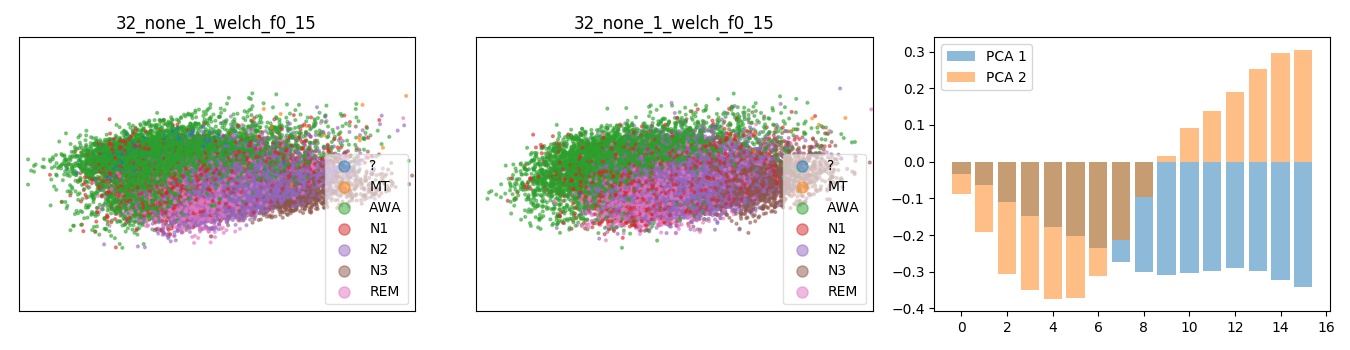 32_none_1_welch_f0_15
?
MT
AWA
N1
N2
N3
REM
32_none_1_welch_f0_15
?
MT
AWA
N1
N2
N3
REM
PCA 1
PCA 2
0.3
0.2
0.1
0.0
−0.1
−0.2
−0.3
−0.4
0 2 4 6 8 10 12 14 16